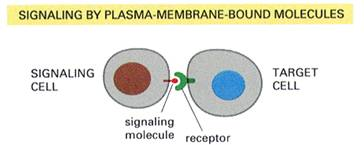 SIGNALING BY PLASMA-MEMBRANE-BOUND MOLECULES
SIGNALING
CELL
TARGET
CELL
signaling
molecule
receptor